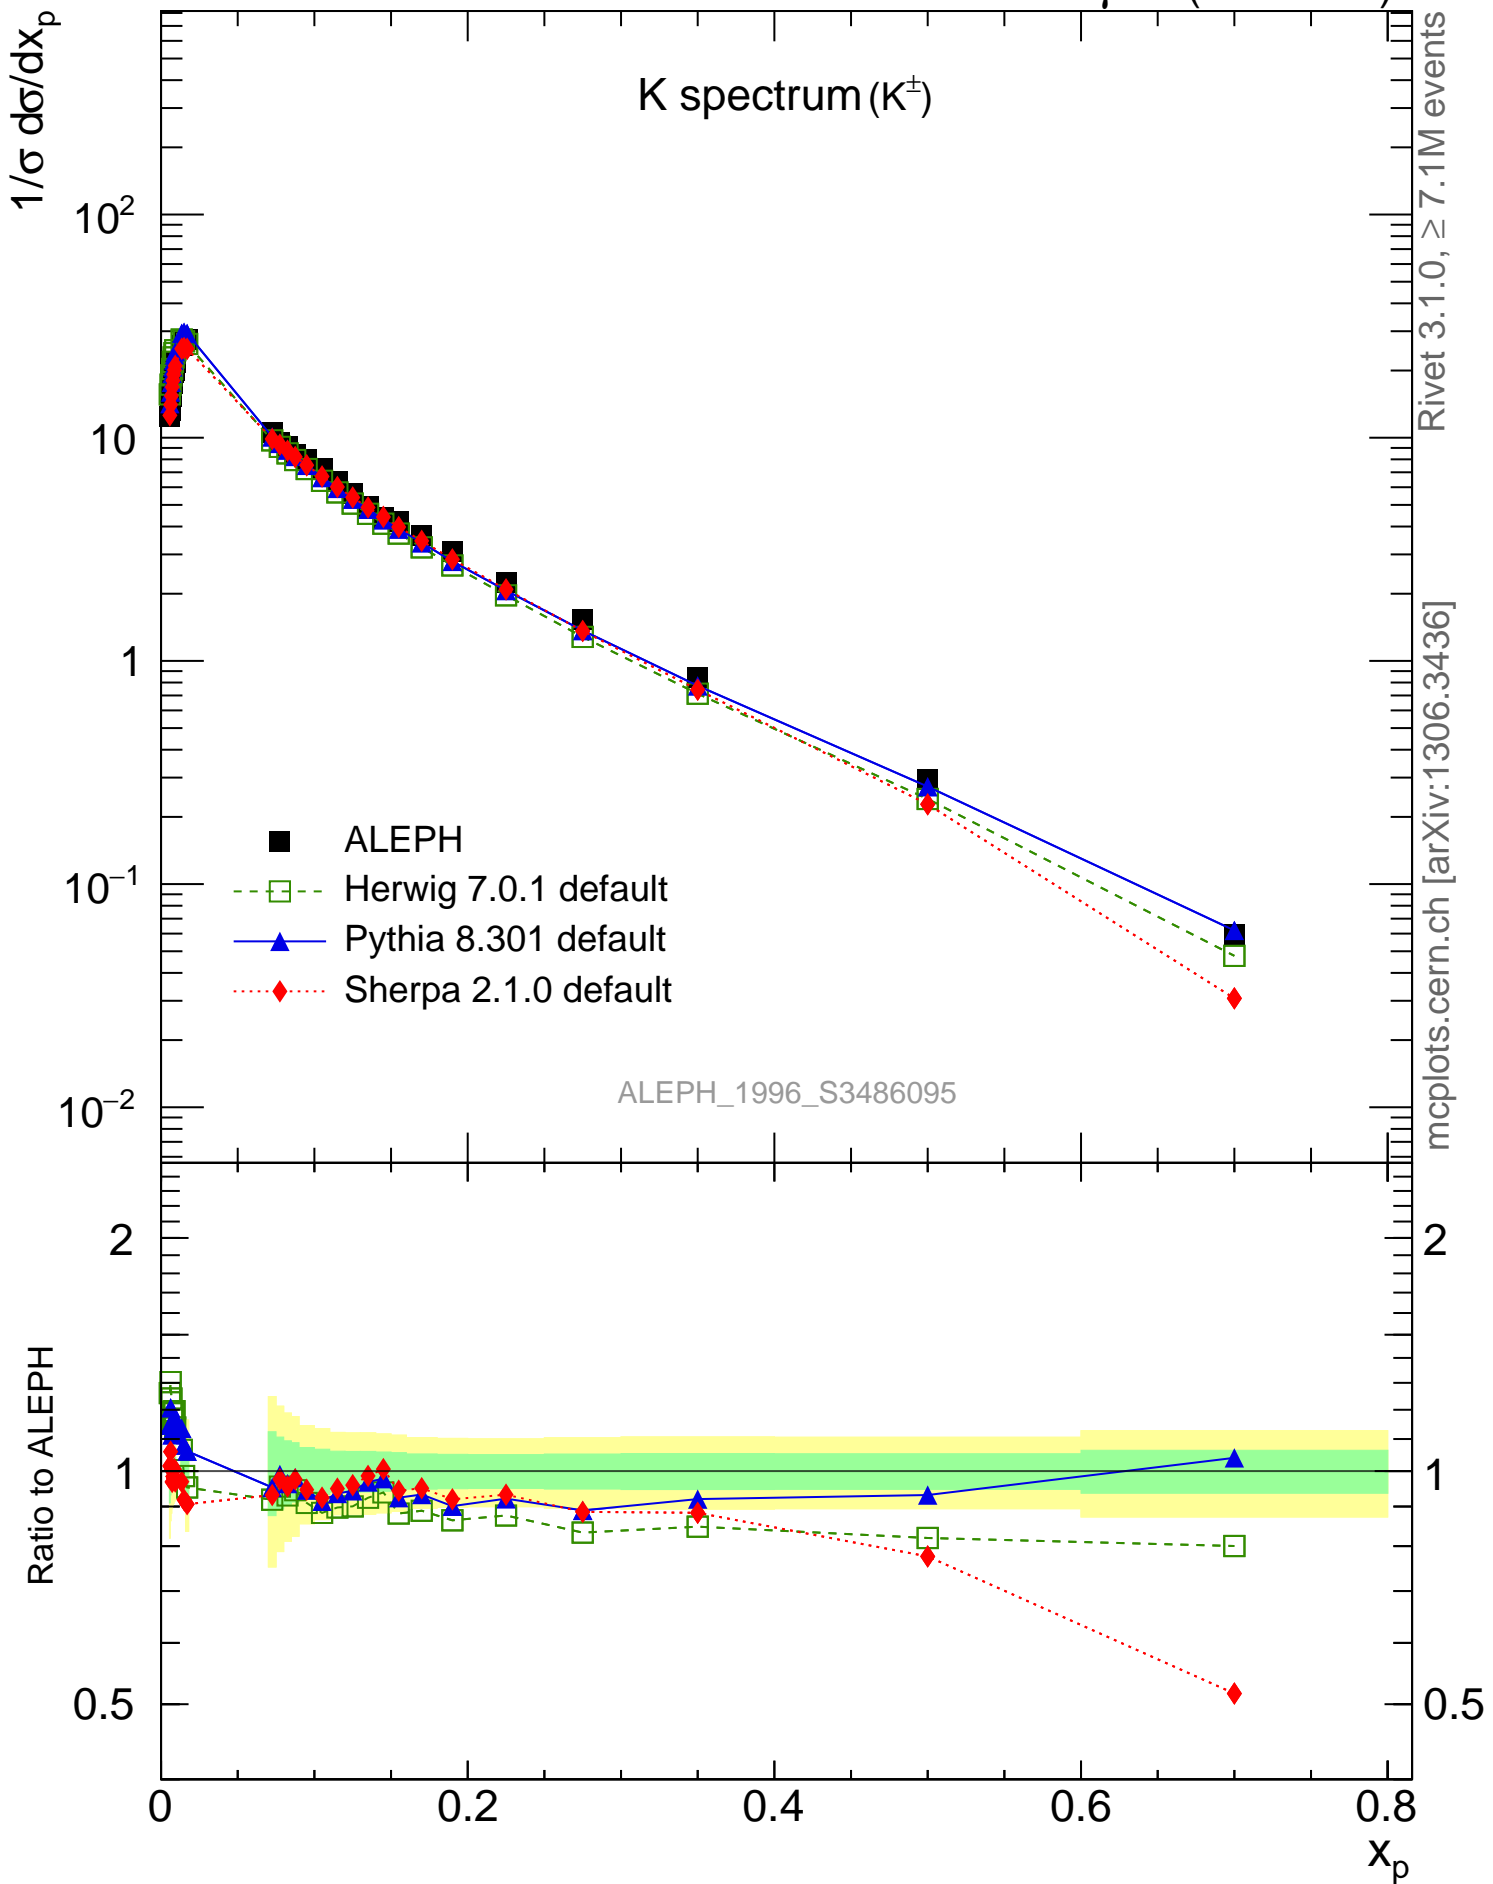 1/σ dσ/dxp
K spectrum (K±)
10²
10
1
10⁻¹
10⁻²
ALEPH
Herwig 7.0.1 default
Pythia 8.301 default
Sherpa 2.1.0 default
ALEPH_1996_S3486095
Rivet 3.1.0, ≥ 7.1M events
mcplots.cern.ch [arXiv:1306.3436]
Ratio to ALEPH
2
1
0.5
2
1
0.5
0 0.2 0.4 0.6 0.8
xp